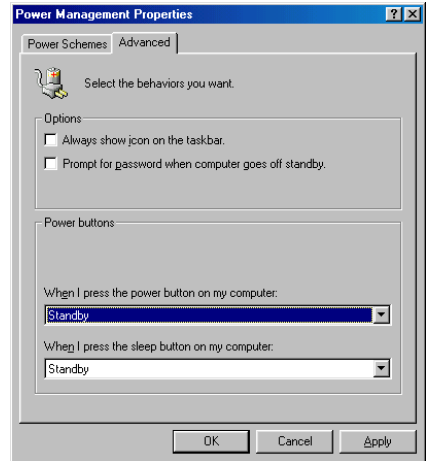 Power Management Properties
Power Schemes Advanced
Select the behaviors you want.
Options
Always show icon on the taskbar.
Prompt for password when computer goes off standby.
Power buttons
When I press the power button on my computer:
Standby
When I press the sleep button on my computer:
Standby
OK Cancel Apply